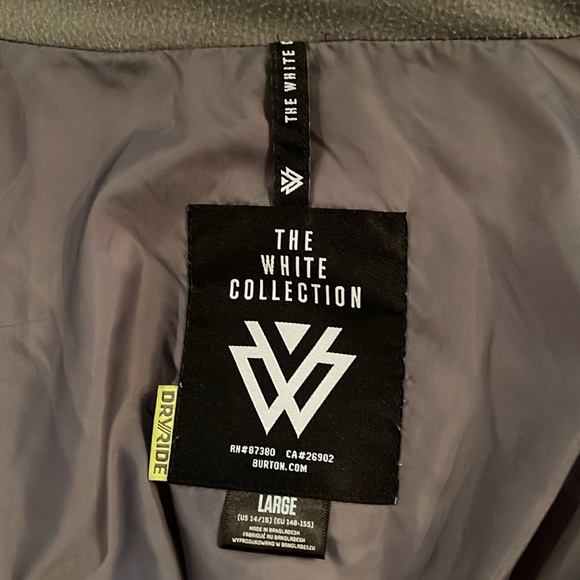 THE WHITE C
THE
WHITE
COLLECTION
RN#87380 CA#26902
BURTON.COM
DRYRIDE
LARGE
(US 14/16) (EU 148-155)
MADE IN BANGLADESH
FABRIQUÉ AU BANGLADESH
WYPRODUKOWANO W BANGLADESZU